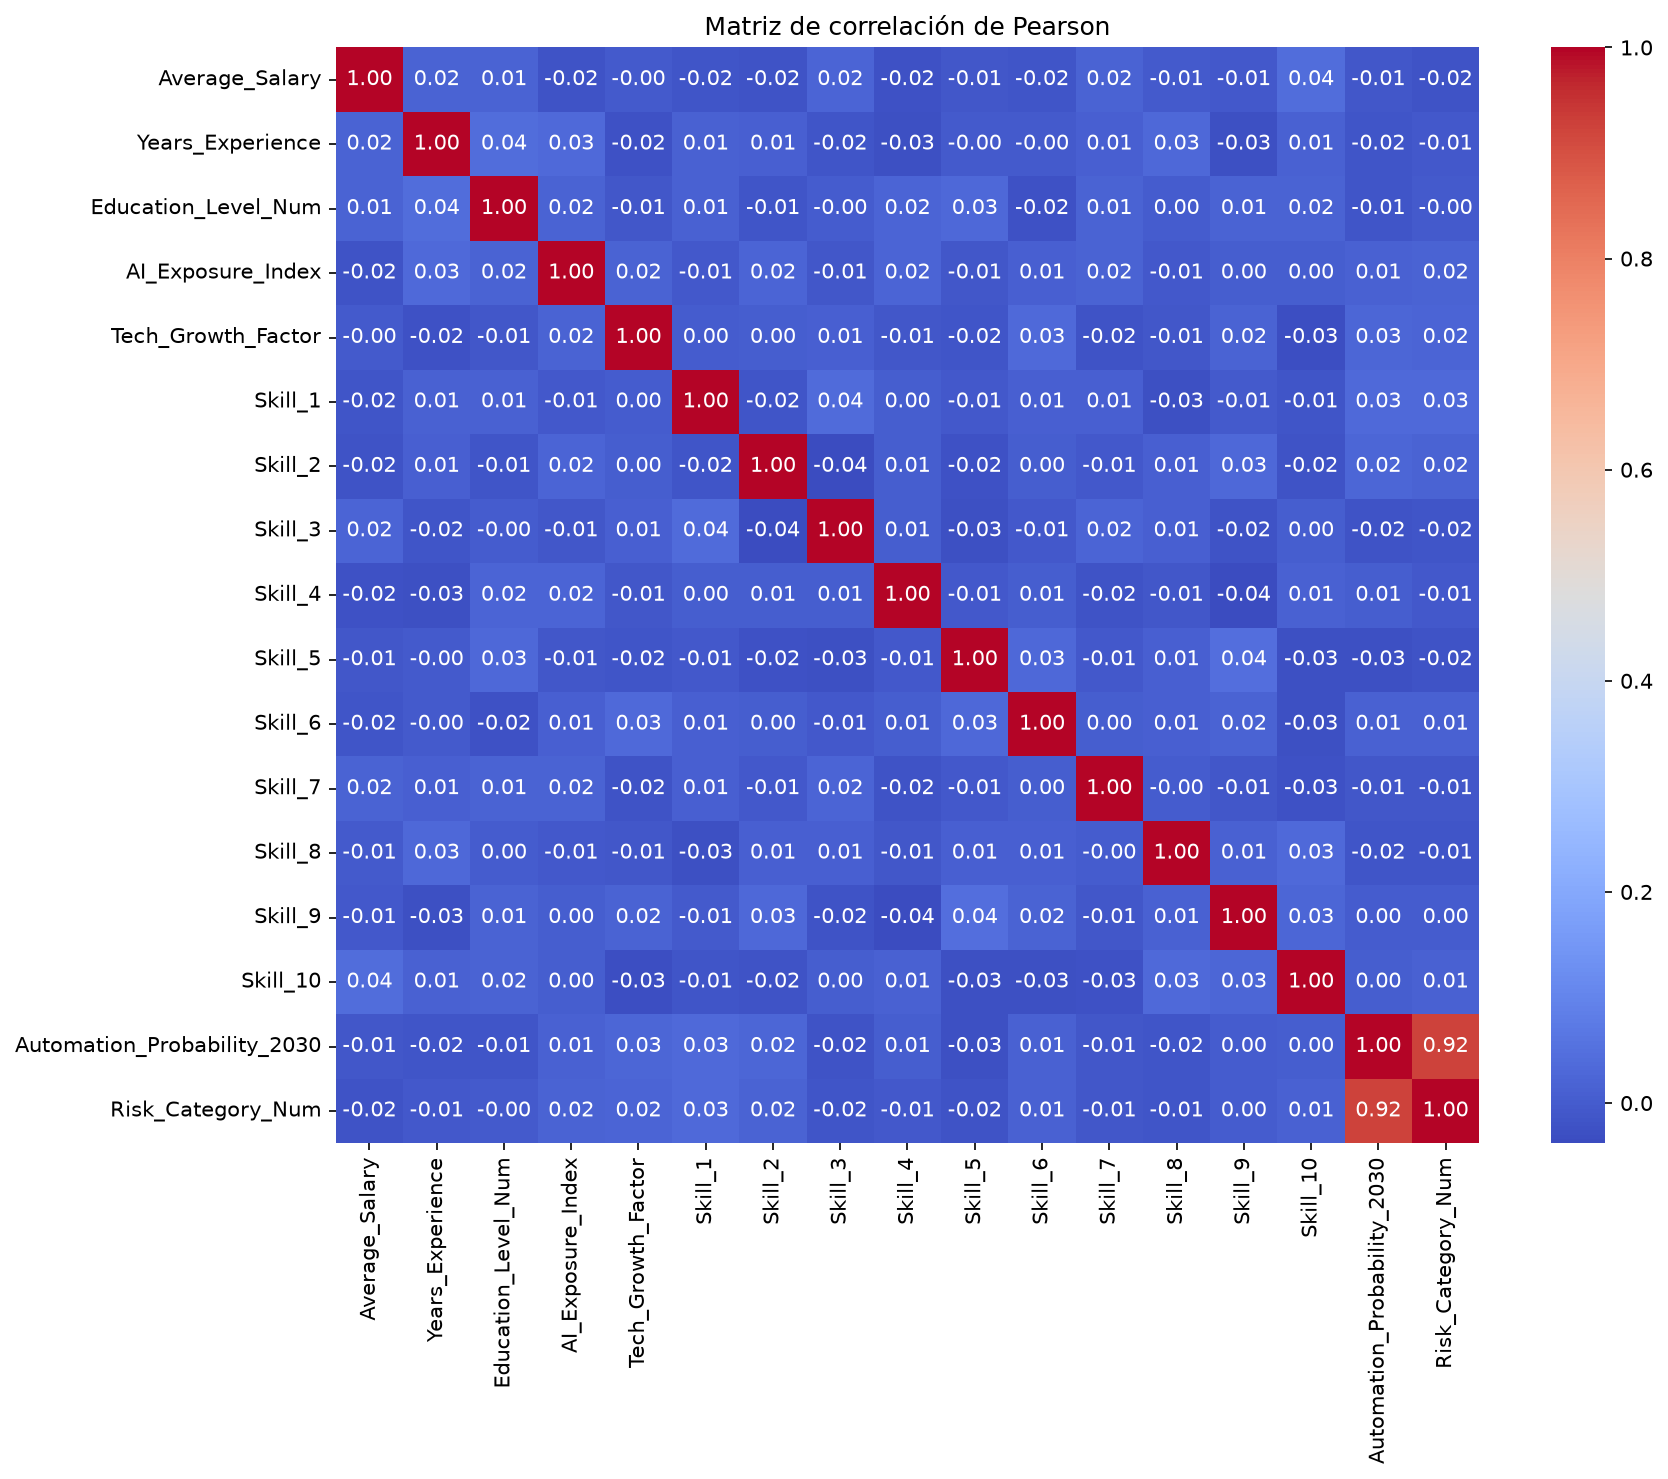 Matriz de correlación de Pearson
Average_Salary 1.00 0.02 0.01 -0.02 -0.00 -0.02 -0.02 0.02 -0.02 -0.01 -0.02 0.02 -0.01 -0.01 0.04 -0.01 -0.02
Years_Experience 0.02 1.00 0.04 0.03 -0.02 0.01 0.01 -0.02 -0.03 -0.00 -0.00 0.01 0.03 -0.03 0.01 -0.02 -0.01
Education_Level_Num 0.01 0.04 1.00 0.02 -0.01 0.01 -0.01 -0.00 0.02 0.03 -0.02 0.01 0.00 0.01 0.02 -0.01 -0.00
AI_Exposure_Index -0.02 0.03 0.02 1.00 0.02 -0.01 0.02 -0.01 0.02 -0.01 0.01 0.02 -0.01 0.00 0.00 0.01 0.02
Tech_Growth_Factor -0.00 -0.02 -0.01 0.02 1.00 0.00 0.00 0.01 -0.01 -0.02 0.03 -0.02 -0.01 0.02 -0.03 0.03 0.02
Skill_1 -0.02 0.01 0.01 -0.01 0.00 1.00 -0.02 0.04 0.00 -0.01 0.01 0.01 -0.03 -0.01 -0.01 0.03 0.03
Skill_2 -0.02 0.01 -0.01 0.02 0.00 -0.02 1.00 -0.04 0.01 -0.02 0.00 -0.01 0.01 0.03 -0.02 0.02 0.02
Skill_3 0.02 -0.02 -0.00 -0.01 0.01 0.04 -0.04 1.00 0.01 -0.03 -0.01 0.02 0.01 -0.02 0.00 -0.02 -0.02
Skill_4 -0.02 -0.03 0.02 0.02 -0.01 0.00 0.01 0.01 1.00 -0.01 0.01 -0.02 -0.01 -0.04 0.01 0.01 -0.01
Skill_5 -0.01 -0.00 0.03 -0.01 -0.02 -0.01 -0.02 -0.03 -0.01 1.00 0.03 -0.01 0.01 0.04 -0.03 -0.03 -0.02
Skill_6 -0.02 -0.00 -0.02 0.01 0.03 0.01 0.00 -0.01 0.01 0.03 1.00 0.00 0.01 0.02 -0.03 0.01 0.01
Skill_7 0.02 0.01 0.01 0.02 -0.02 0.01 -0.01 0.02 -0.02 -0.01 0.00 1.00 -0.00 -0.01 -0.03 -0.01 -0.01
Skill_8 -0.01 0.03 0.00 -0.01 -0.01 -0.03 0.01 0.01 -0.01 0.01 0.01 -0.00 1.00 0.01 0.03 -0.02 -0.01
Skill_9 -0.01 -0.03 0.01 0.00 0.02 -0.01 0.03 -0.02 -0.04 0.04 0.02 -0.01 0.01 1.00 0.03 0.00 0.00
Skill_10 0.04 0.01 0.02 0.00 -0.03 -0.01 -0.02 0.00 0.01 -0.03 -0.03 -0.03 0.03 0.03 1.00 0.00 0.01
Automation_Probability_2030 -0.01 -0.02 -0.01 0.01 0.03 0.03 0.02 -0.02 0.01 -0.03 0.01 -0.01 -0.02 0.00 0.00 1.00 0.92
Risk_Category_Num -0.02 -0.01 -0.00 0.02 0.02 0.03 0.02 -0.02 -0.01 -0.02 0.01 -0.01 -0.01 0.00 0.01 0.92 1.00
Average_Salary
Years_Experience
Education_Level_Num
AI_Exposure_Index
Tech_Growth_Factor
Skill_1
Skill_2
Skill_3
Skill_4
Skill_5
Skill_6
Skill_7
Skill_8
Skill_9
Skill_10
Automation_Probability_2030
Risk_Category_Num
1.0
0.8
0.6
0.4
0.2
0.0